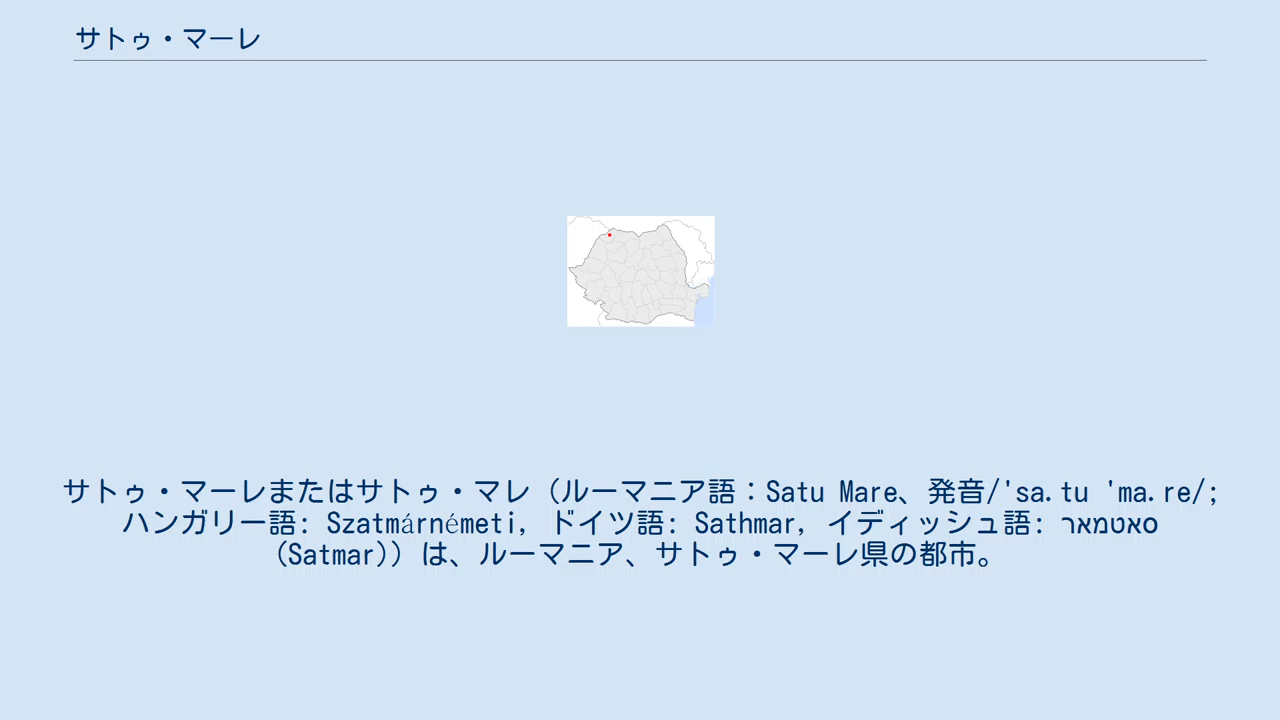 サトゥ・マーレ
サトゥ・マーレまたはサトゥ・マレ（ルーマニア語：Satu Mare、発音/'sa.tu 'ma.re/;
ハンガリー語: Szatmárnémeti, ドイツ語: Sathmar, イディッシュ語: סאטמאר
（Satmar)）は、ルーマニア、サトゥ・マーレ県の都市。